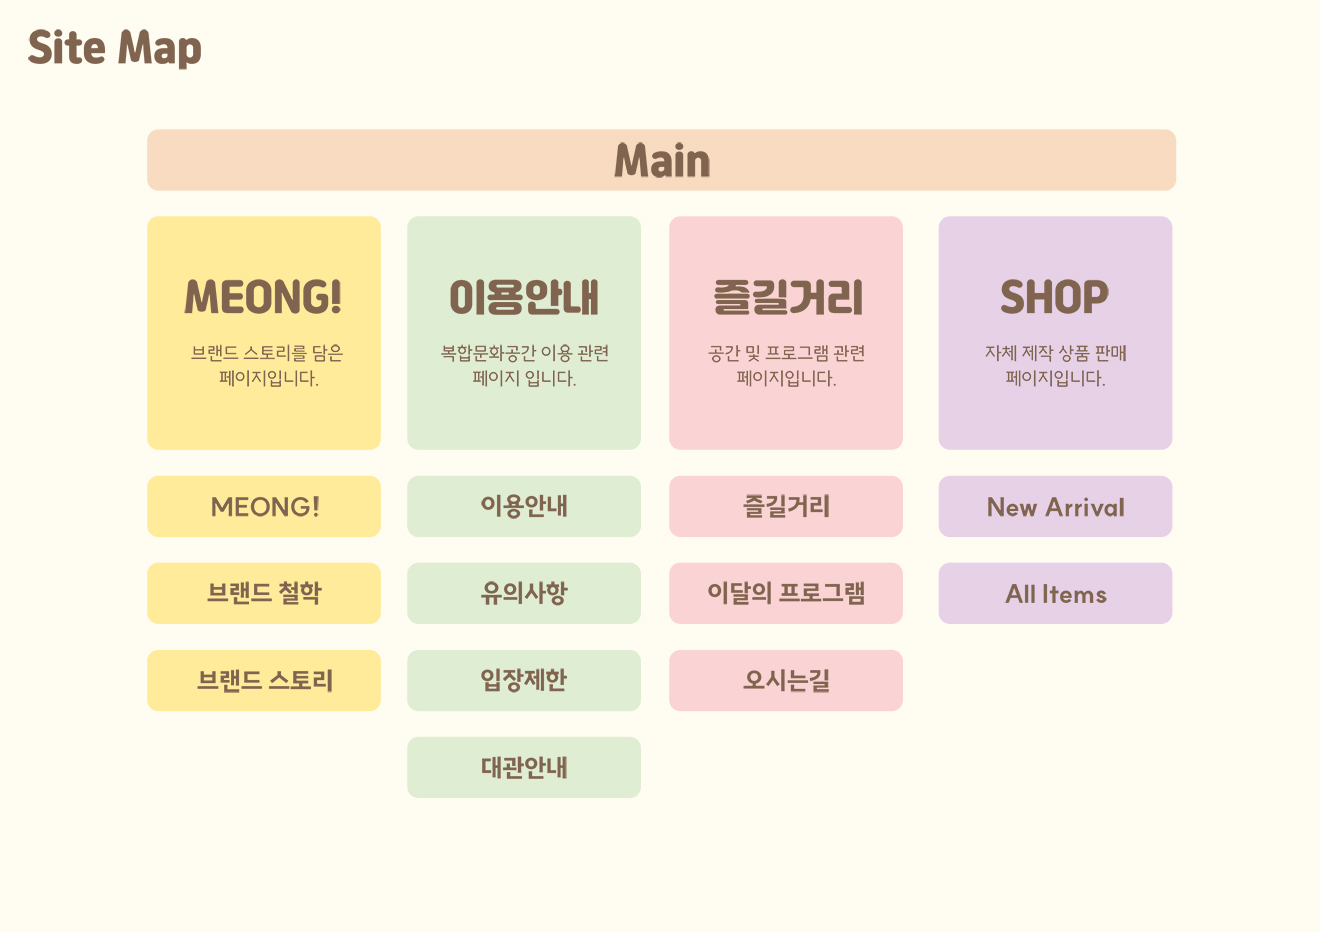 Site Map
Main
MEONG!
브랜드 스토리를 담은
페이지입니다.
이용안내
복합문화공간 이용 관련
페이지 입니다.
즐길거리
공간 및 프로그램 관련
페이지입니다.
SHOP
자체 제작 상품 판매
페이지입니다.
MEONG!
브랜드 철학
브랜드 스토리
이용안내
유의사항
입장제한
대관안내
즐길거리
이달의 프로그램
오시는길
New Arrival
All Items